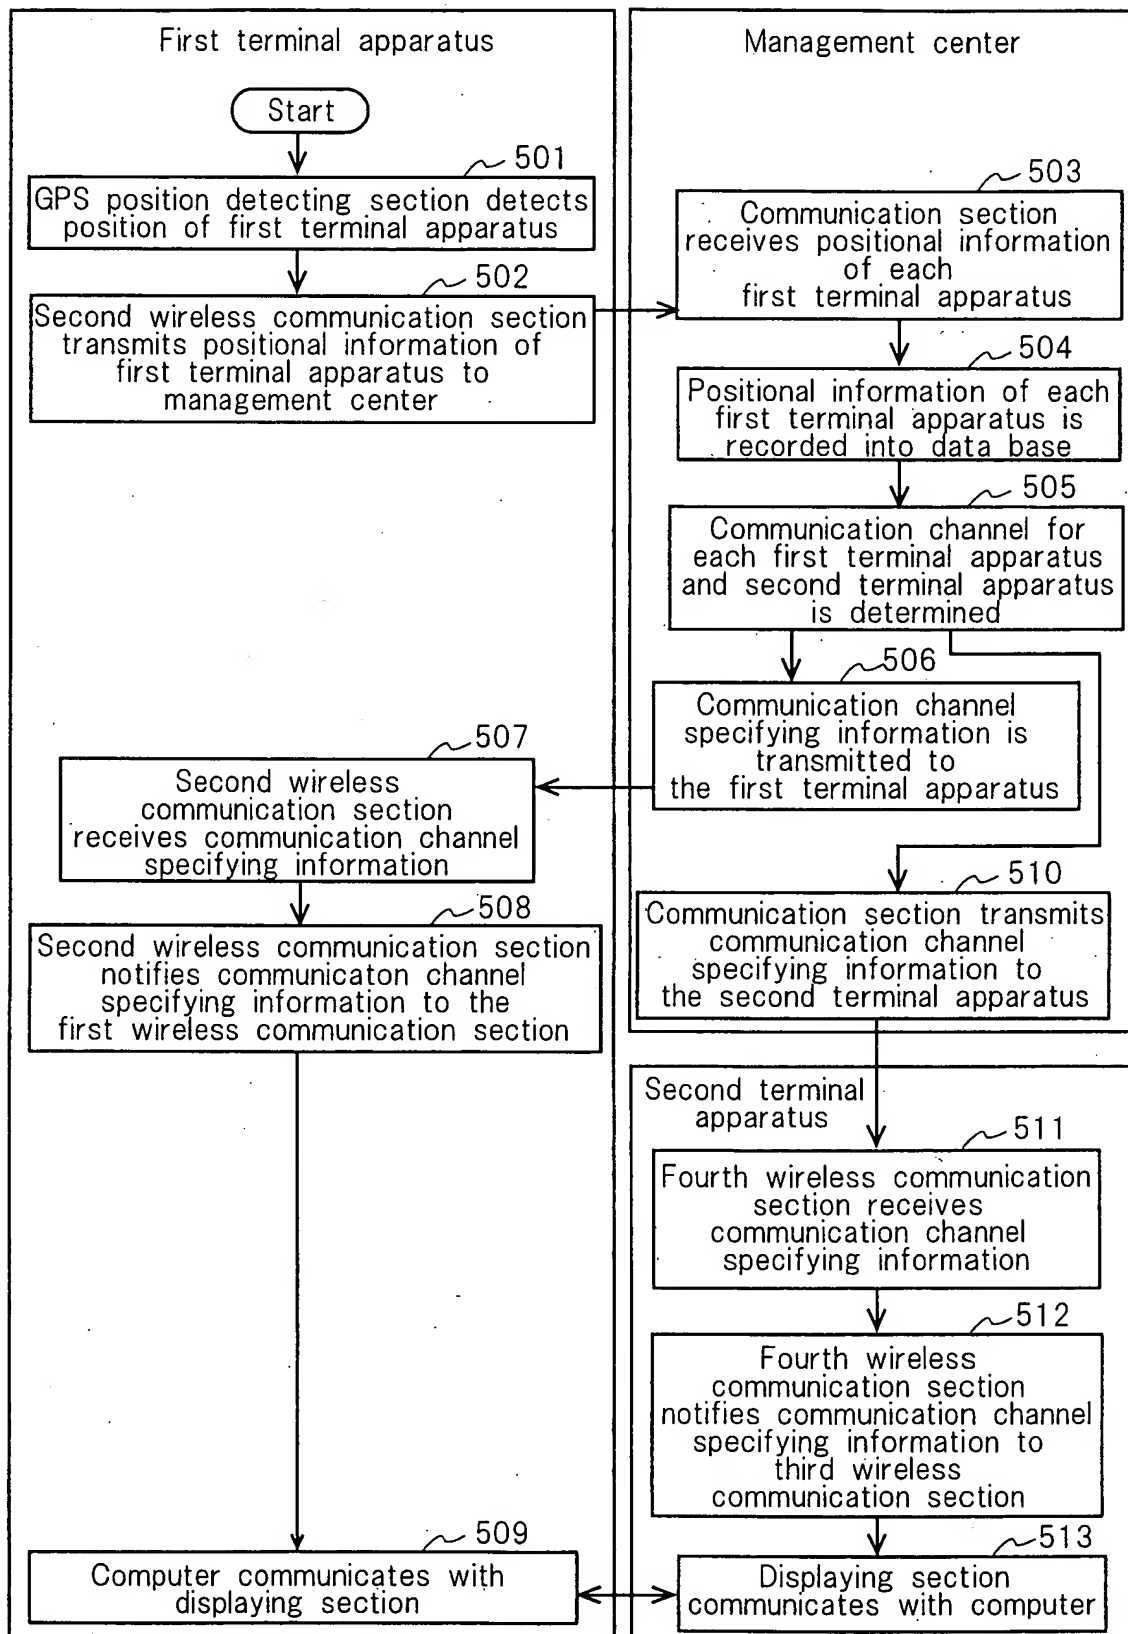 First terminal apparatus
Start
501
GPS position detecting section detects
position of first terminal apparatus
502
Second wireless communication section
transmits positional information of
first terminal apparatus to
management center
Management center
503
Communication section
receives positional information
of each
first terminal apparatus
504
Positional information of each
first terminal apparatus is
recorded into data base
505
Communication channel for
each first terminal apparatus
and second terminal apparatus
is determined
506
Communication channel
specifying information is
transmitted to
the first terminal apparatus
507
Second wireless
communication section
receives communication channel
specifying information
508
Second wireless communication section
notifies communicaton channel
specifying information to the
first wireless communication section
510
Communication section transmits
communication channel
specifying information to
the second terminal apparatus
Second terminal
apparatus
511
Fourth wireless communication
section receives
communication channel
specifying information
512
Fourth wireless
communication section
notifies communication channel
specifying information to
third wireless
communication section
509
Computer communicates with
displaying section
513
Displaying section
communicates with computer